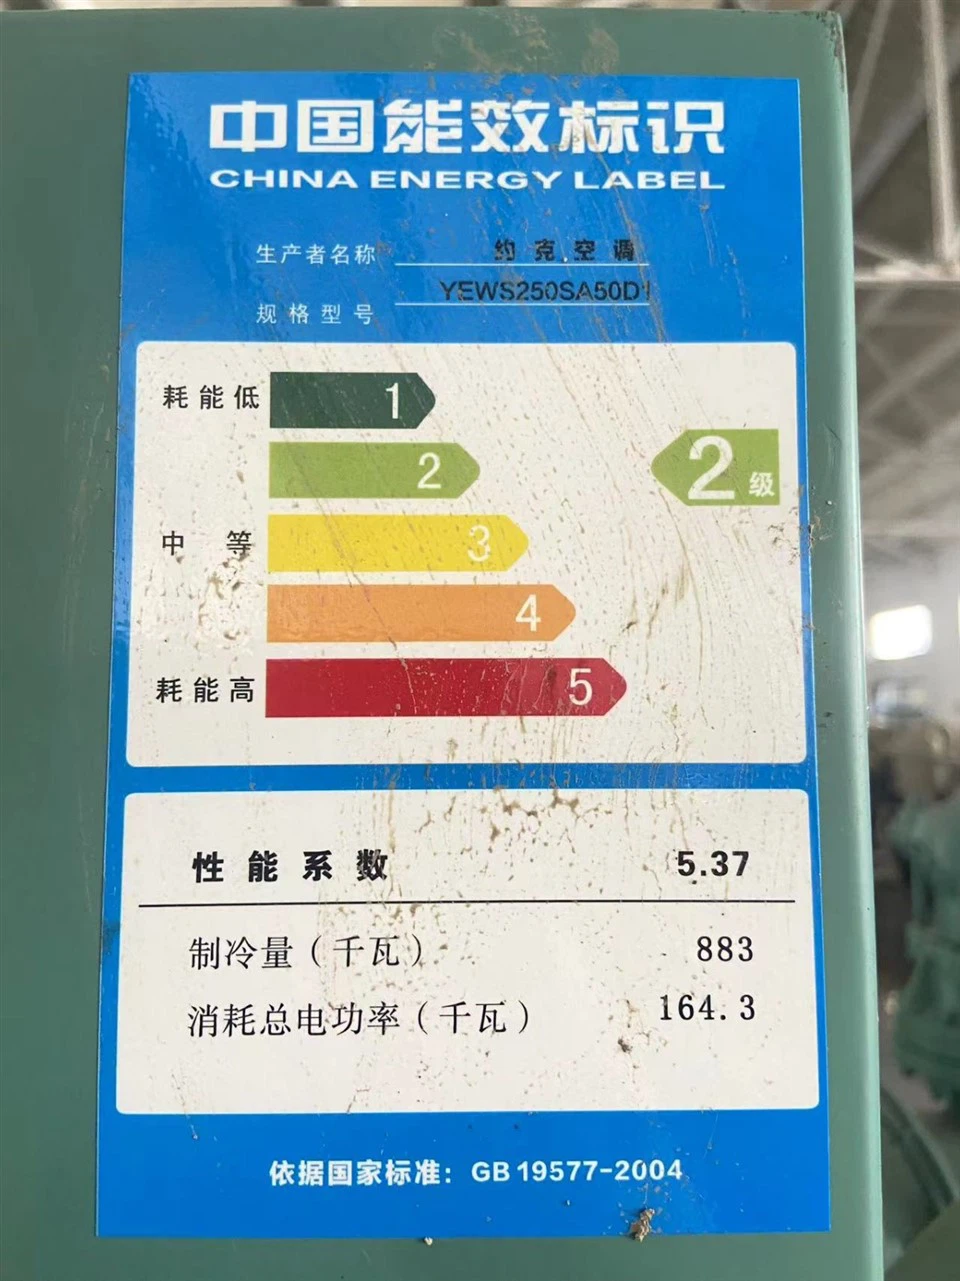 中国能效标识
CHINA ENERGY LABEL
生产者名称 约克空调
规格型号 YEWS250SA50D1
耗能低 1
2
2级
中等 3
4
耗能高 5
性能系数 5.37
制冷量（千瓦） 883
消耗总电功率（千瓦） 164.3
依据国家标准：GB 19577-2004